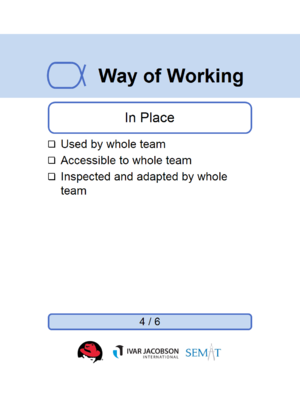 Way of Working
In Place
❑ Used by whole team
❑ Accessible to whole team
❑ Inspected and adapted by whole
team
4 / 6
IVAR JACOBSON
INTERNATIONAL
SEMAT